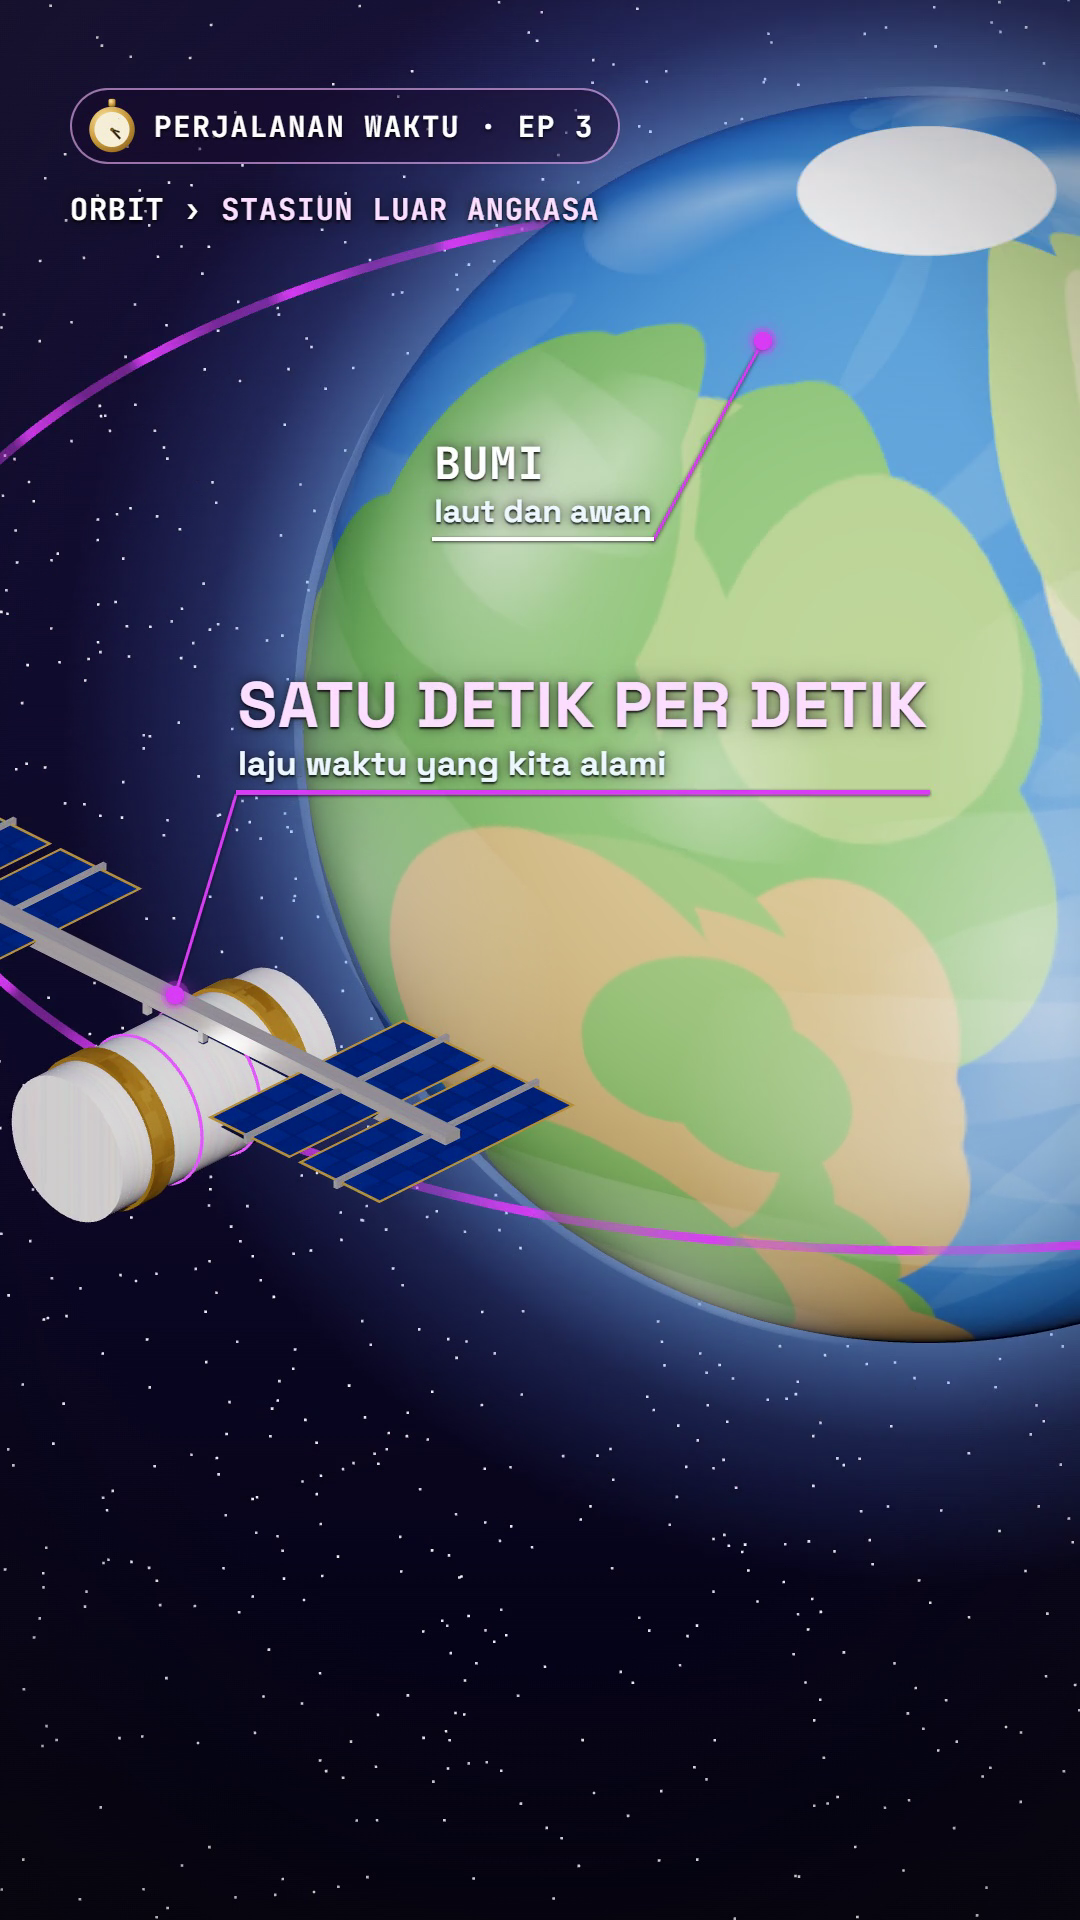 PERJALANAN WAKTU · EP 3
ORBIT › STASIUN LUAR ANGKASA
BUMI
laut dan awan
SATU DETIK PER DETIK
laju waktu yang kita alami